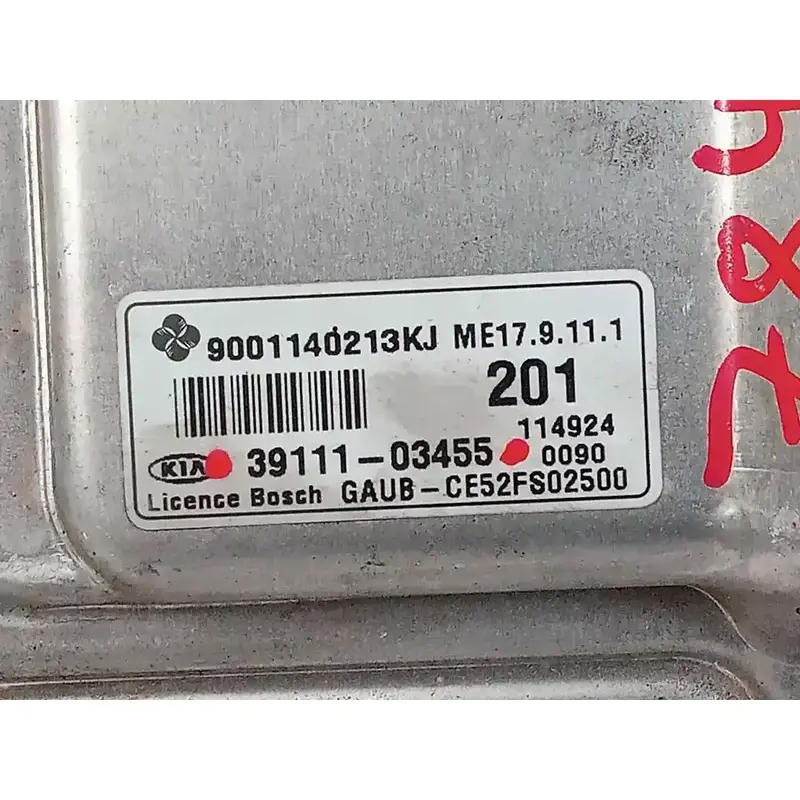 9001140213KJ ME17.9.11.1
201
114924
KIA 39111-03455 0090
Licence Bosch GAUB-CE52FS02500